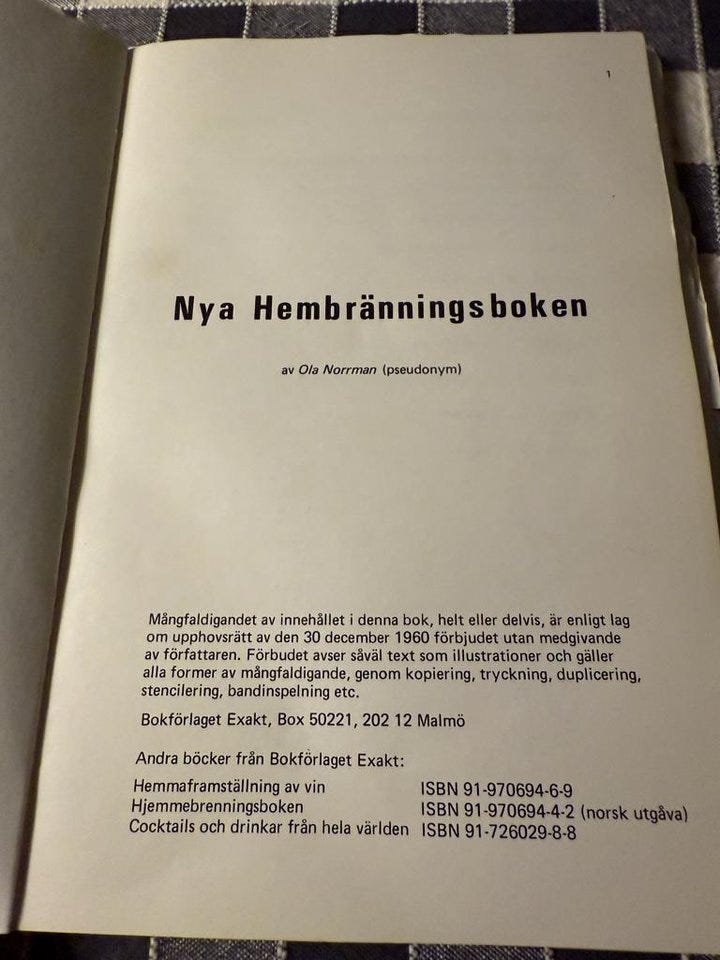 1
Nya Hembränningsboken
av Ola Norrman (pseudonym)
Mångfaldigandet av innehållet i denna bok, helt eller delvis, är enligt lag
om upphovsrätt av den 30 december 1960 förbjudet utan medgivande
av författaren. Förbudet avser såväl text som illustrationer och gäller
alla former av mångfaldigande, genom kopiering, tryckning, duplicering,
stencilering, bandinspelning etc.
Bokförlaget Exakt, Box 50221, 202 12 Malmö
Andra böcker från Bokförlaget Exakt:
Hemmaframställning av vin ISBN 91-970694-6-9
Hjemmebrenningsboken ISBN 91-970694-4-2 (norsk utgåva)
Cocktails och drinkar från hela världen ISBN 91-726029-8-8